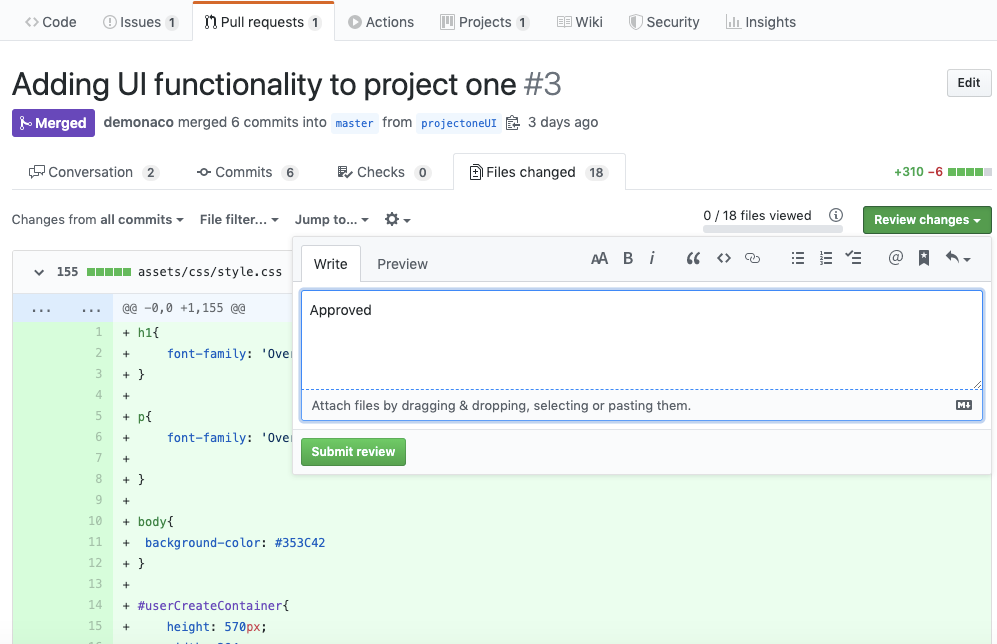 Code Issues 1 Pull requests 1 Actions Projects 1 Wiki Security Insights
Adding UI functionality to project one #3
Edit
Merged demonaco merged 6 commits into master from projectoneUI 3 days ago
Conversation 2 Commits 6 Checks 0 Files changed 18 +310 −6
Changes from all commits File filter... Jump to... 0 / 18 files viewed Review changes
155 assets/css/style.css
Write Preview AA B i
Approved
Attach files by dragging & dropping, selecting or pasting them.
Submit review
... ... @@ -0,0 +1,155 @@
1 + h1{
2 + font-family: 'Over
3 + }
4 +
5 + p{
6 + font-family: 'Over
7 +
8 + }
9 +
10 + body{
11 + background-color: #353C42
12 + }
13 +
14 + #userCreateContainer{
15 + height: 570px;